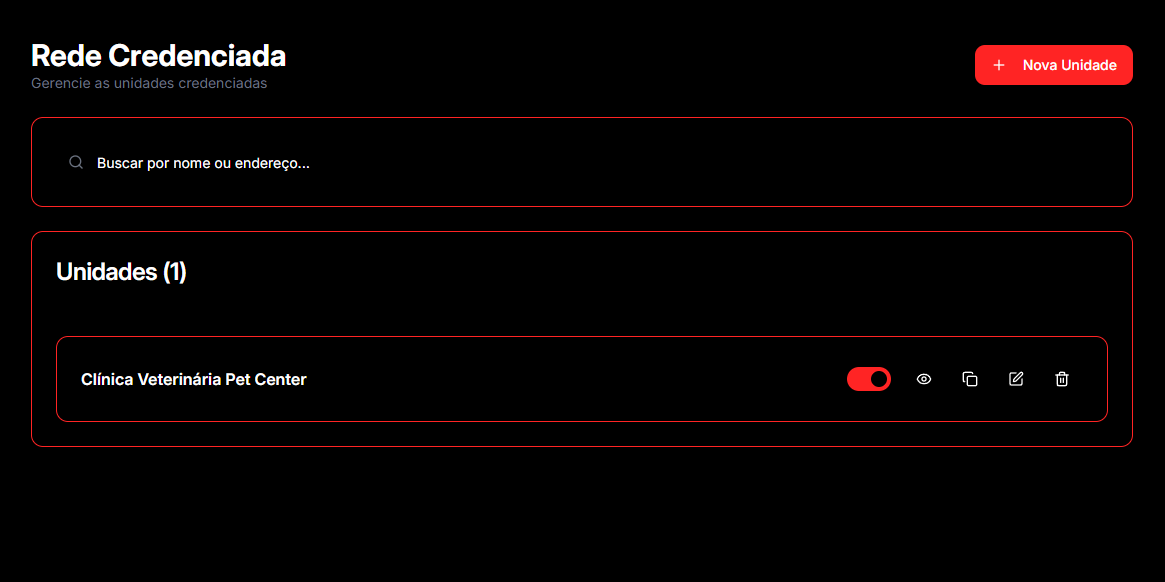 Rede Credenciada
Gerencie as unidades credenciadas
Nova Unidade
Buscar por nome ou endereço...
Unidades (1)
Clínica Veterinária Pet Center